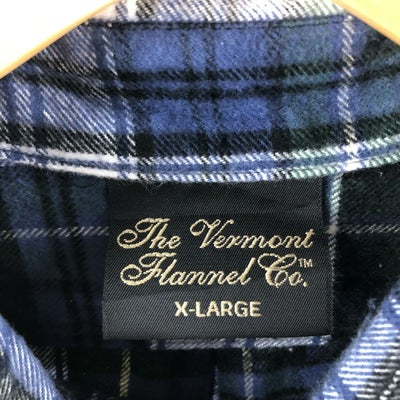 The Vermont
Flannel Co.™
X-LARGE